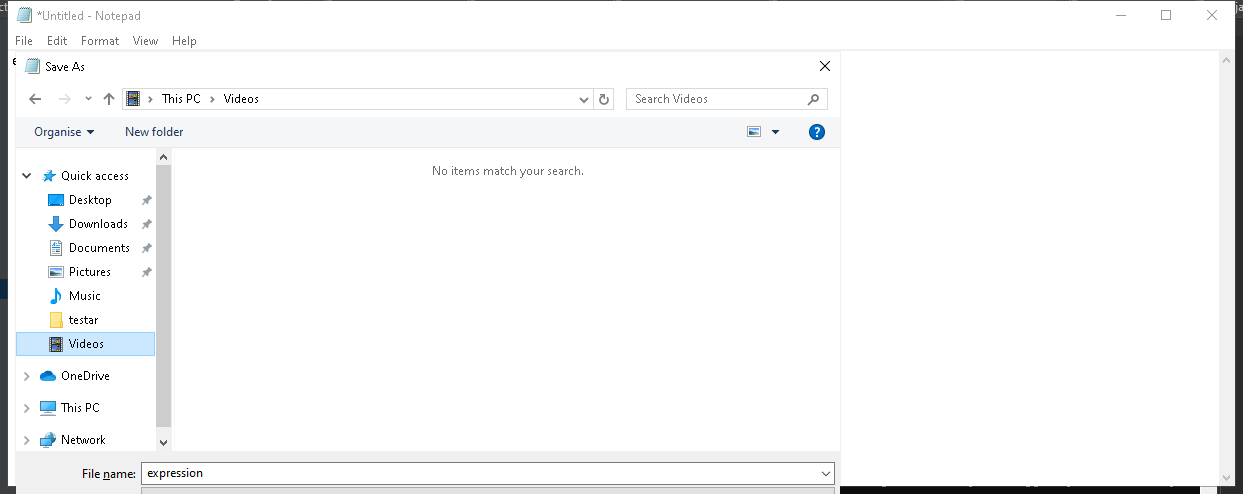 *Untitled - Notepad
File Edit Format View Help
Save As
This PC > Videos
Search Videos
Organise New folder
No items match your search.
Quick access
Desktop
Downloads
Documents
Pictures
Music
testar
Videos
OneDrive
This PC
Network
File name: expression